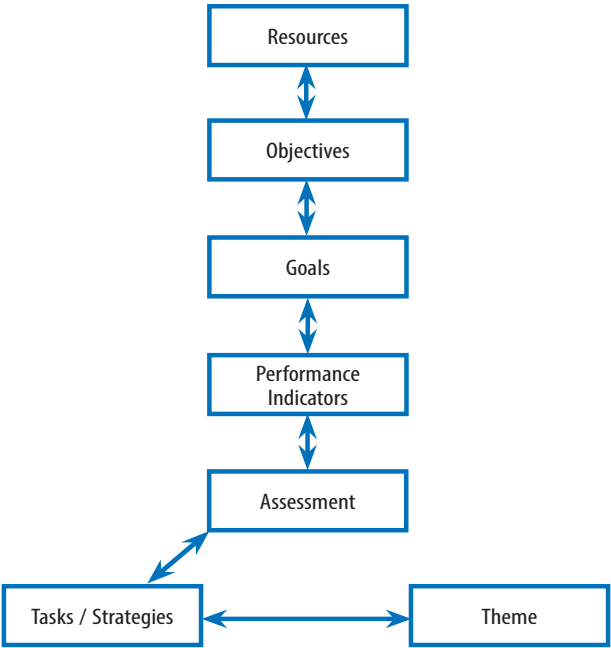 Resources
Objectives
Goals
Performance
Indicators
Assessment
Tasks / Strategies
Theme